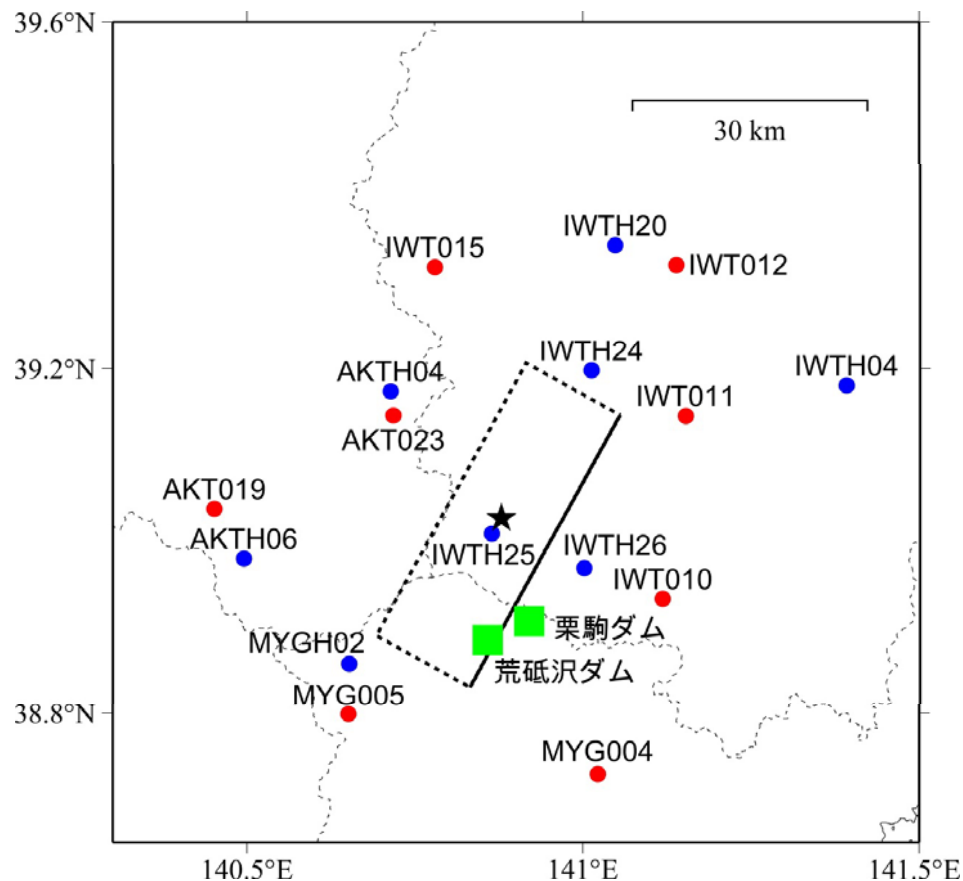 39.6°N
30 km
IWTH20
IWT015
IWT012
39.2°N
IWTH24
AKTH04
IWTH04
IWT011
AKT023
AKT019
AKTH06
IWTH25
IWTH26
IWT010
栗駒ダム
MYGH02
荒砥沢ダム
MYG005
38.8°N
MYG004
140.5°E
141°E
141.5°E